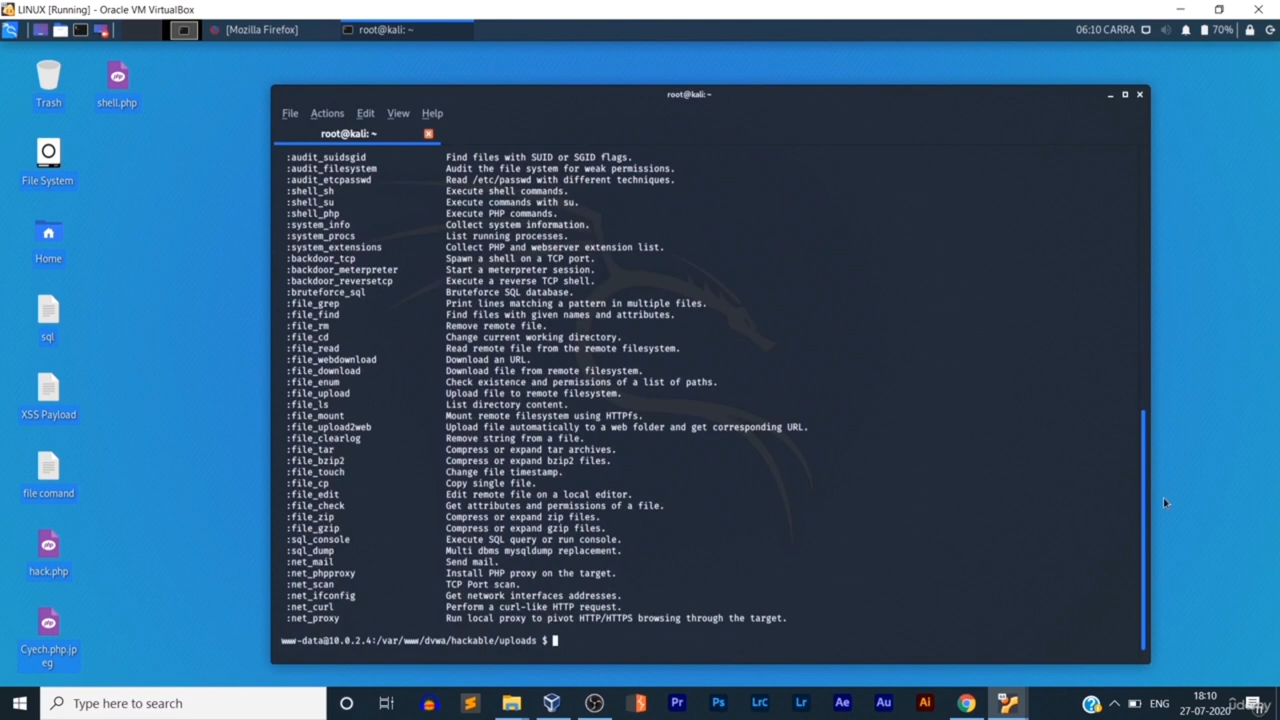 LINUX [Running] - Oracle VM VirtualBox
[Mozilla Firefox]
root@kali: ~
06:10 CARRA
70%
Trash
shell.php
File System
Home
sql
XSS Payload
file comand
hack.php
Cyech.php.jp
eg
root@kali: ~
File Actions Edit View Help
root@kali: ~
:audit_suidsgid Find files with SUID or SGID flags.
:audit_filesystem Audit the file system for weak permissions.
:audit_etcpasswd Read /etc/passwd with different techniques.
:shell_sh Execute shell commands.
:shell_su Execute commands with su.
:shell_php Execute PHP commands.
:system_info Collect system information.
:system_procs List running processes.
:system_extensions Collect PHP and webserver extension list.
:backdoor_tcp Spawn a shell on a TCP port.
:backdoor_meterpreter Start a meterpreter session.
:backdoor_reversetcp Execute a reverse TCP shell.
:bruteforce_sql Bruteforce SQL database.
:file_grep Print lines matching a pattern in multiple files.
:file_find Find files with given names and attributes.
:file_rm Remove remote file.
:file_cd Change current working directory.
:file_read Read remote file from the remote filesystem.
:file_webdownload Download an URL.
:file_download Download file from remote filesystem.
:file_enum Check existence and permissions of a list of paths.
:file_upload Upload file to remote filesystem.
:file_ls List directory content.
:file_mount Mount remote filesystem using HTTPfs.
:file_upload2web Upload file automatically to a web folder and get corresponding URL.
:file_clearlog Remove string from a file.
:file_tar Compress or expand tar archives.
:file_bzip2 Compress or expand bzip2 files.
:file_touch Change file timestamp.
:file_cp Copy single file.
:file_edit Edit remote file on a local editor.
:file_check Get attributes and permissions of a file.
:file_zip Compress or expand zip files.
:file_gzip Compress or expand gzip files.
:sql_console Execute SQL query or run console.
:sql_dump Multi dbms mysqldump replacement.
:net_mail Send mail.
:net_phpproxy Install PHP proxy on the target.
:net_scan TCP Port scan.
:net_ifconfig Get network interfaces addresses.
:net_curl Perform a curl-like HTTP request.
:net_proxy Run local proxy to pivot HTTP/HTTPS browsing through the target.
www-data@10.0.2.4:/var/www/dvwa/hackable/uploads $
Type here to search
Pr
Ps
LrC
Lr
Ae
Au
Ai
ENG
18:10
27-07-2020
udemy